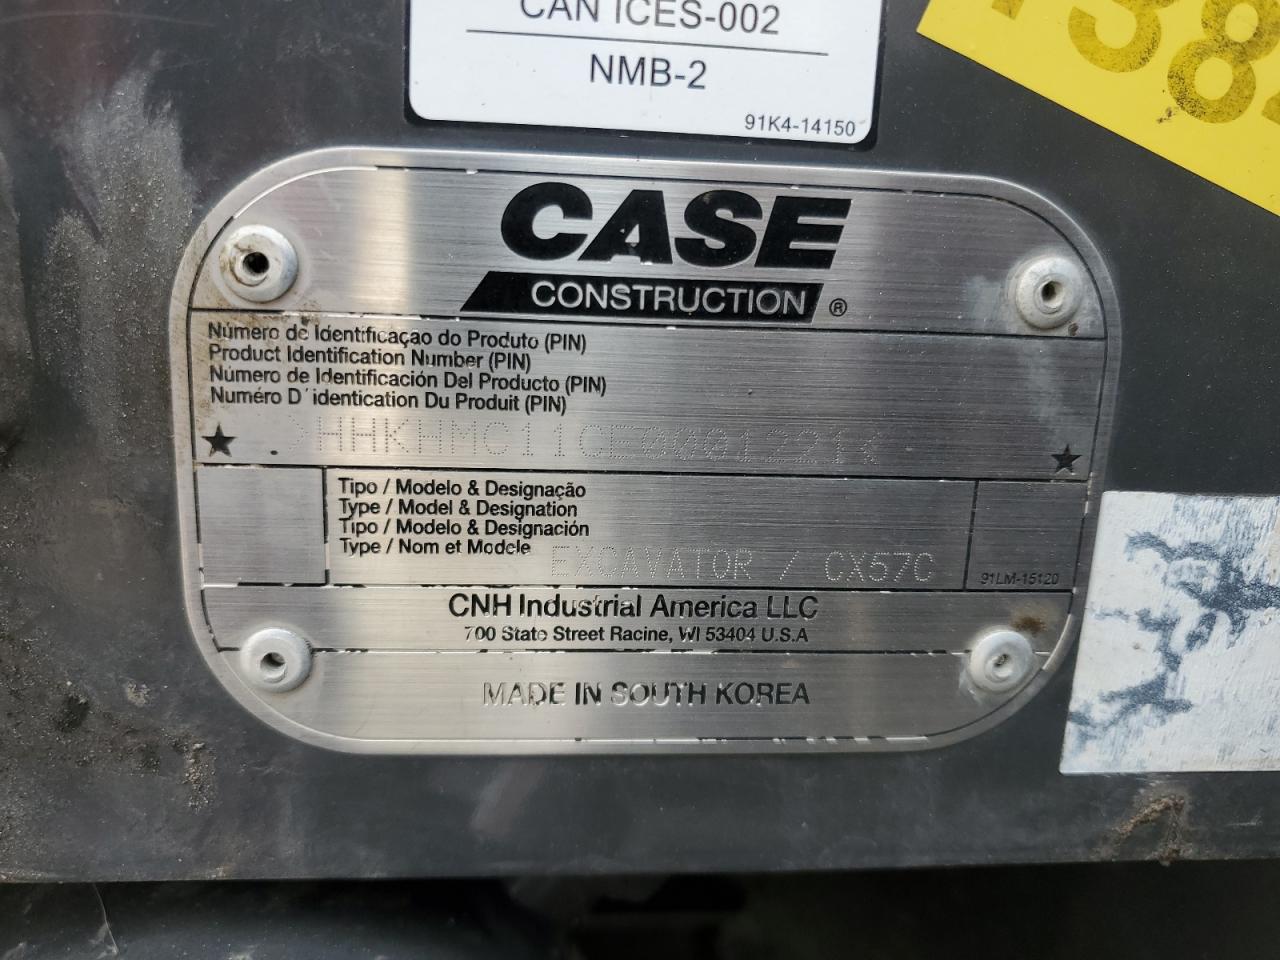 CAN ICES-002
NMB-2
91K4-14150
138
CASE
CONSTRUCTION ®
Número de Identificaçao do Produto (PIN)
Product Identification Number (PIN)
Número de Identificación Del Producto (PIN)
Numéro D'identication Du Produit (PIN)
★ >HHKHMC11CE0001221< ★
Tipo / Modelo & Designação
Type / Model & Designation
Tipo / Modelo & Designación
Type / Nom et Modele
EXCAVATOR / CX57C
91LM-15120
CNH Industrial America LLC
700 State Street Racine, WI 53404 U.S.A
MADE IN SOUTH KOREA